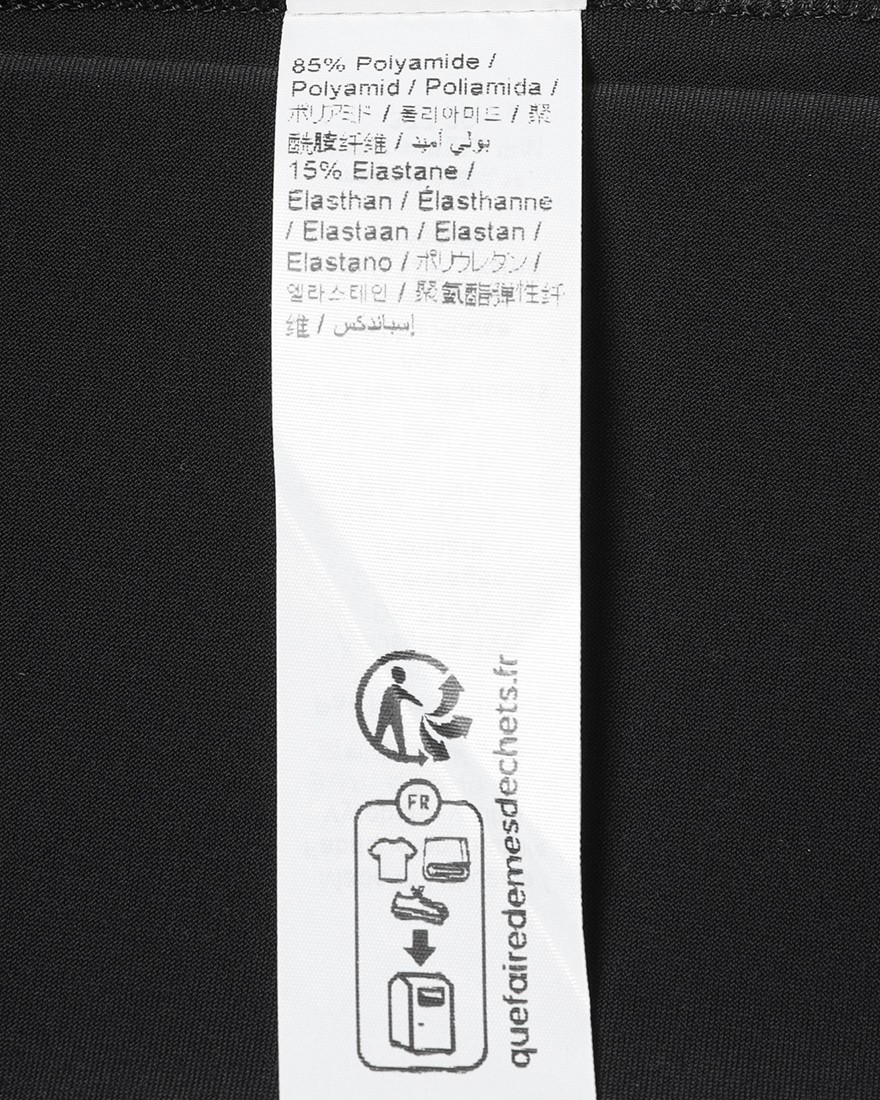 85% Polyamide /
Polyamid / Poliamida /
ポリアミド / 폴리아미드 / 聚
酰胺纤维 / بولي أميد
15% Elastane /
Elasthan / Élasthanne
/ Elastaan / Elastan /
Elastano / ポリウレタン /
엘라스테인 / 聚氨酯弹性纤
维 / إسباندكس
quefairedemesdechets.fr
FR